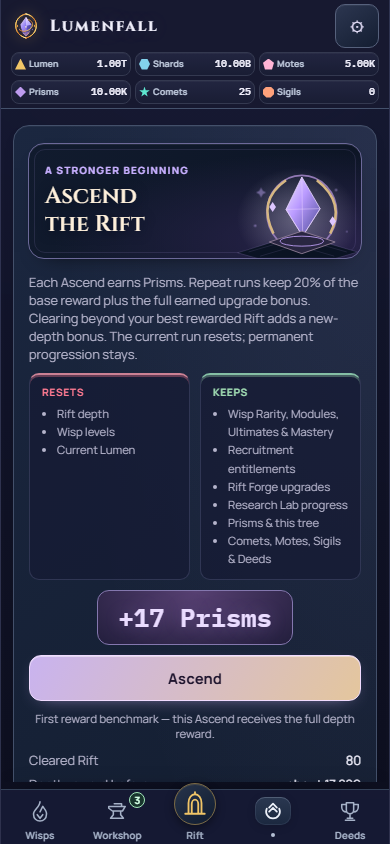 LUMENFALL
Lumen 1.00T
Shards 10.00B
Motes 5.00K
Prisms 10.00K
Comets 25
Sigils 0
A STRONGER BEGINNING
ASCEND
THE RIFT
Each Ascend earns Prisms. Repeat runs keep 20% of the
base reward plus the full earned upgrade bonus.
Clearing beyond your best rewarded Rift adds a new-
depth bonus. The current run resets; permanent
progression stays.
RESETS
• Rift depth
• Wisp levels
• Current Lumen
KEEPS
• Wisp Rarity, Modules,
Ultimates & Mastery
• Recruitment
entitlements
• Rift Forge upgrades
• Research Lab progress
• Prisms & this tree
• Comets, Motes, Sigils
& Deeds
+17 Prisms
Ascend
First reward benchmark — this Ascend receives the full depth
reward.
Cleared Rift 80
Wisps
3
Workshop
Rift
Deeds